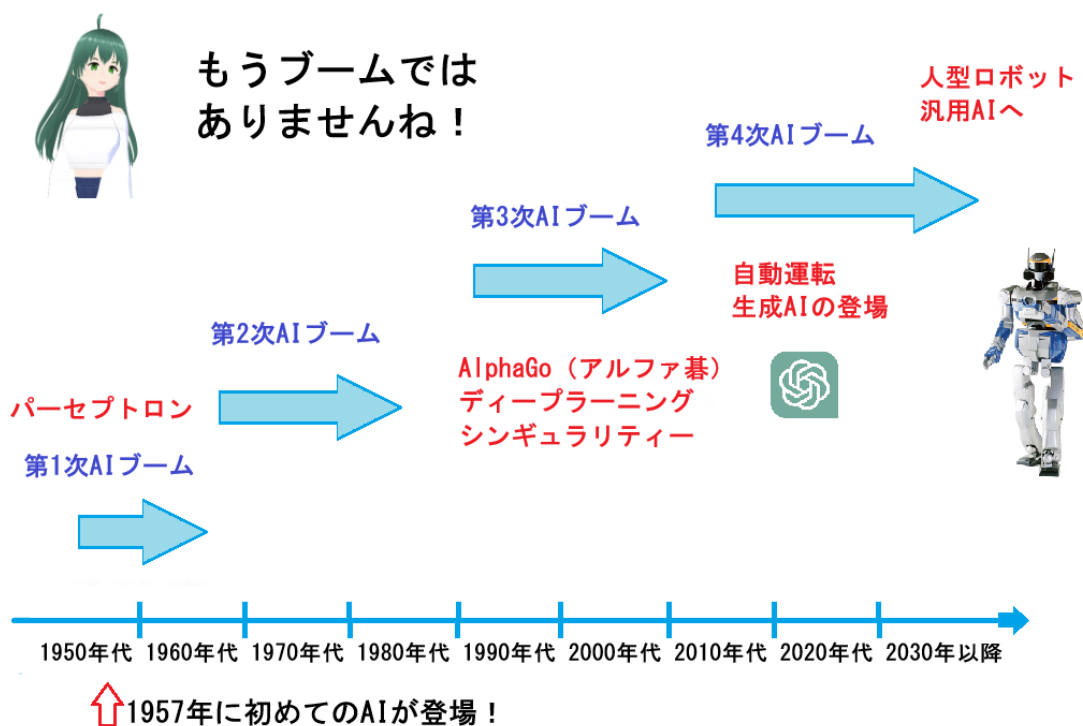 もうブームでは
ありませんね！
人型ロボット
汎用AIへ
第4次AIブーム
第3次AIブーム
自動運転
生成AIの登場
第2次AIブーム
AlphaGo（アルファ碁）
ディープラーニング
シンギュラリティー
パーセプトロン
第1次AIブーム
1950年代 1960年代 1970年代 1980年代 1990年代 2000年代 2010年代 2020年代 2030年以降
1957年に初めてのAIが登場！